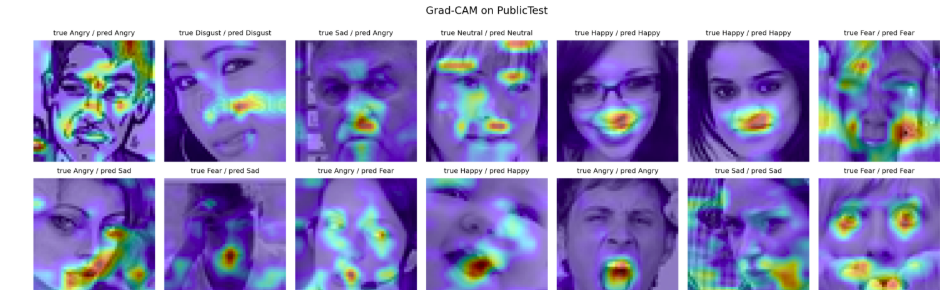 Grad-CAM on PublicTest
true Angry / pred Angry
true Disgust / pred Disgust
true Sad / pred Angry
true Neutral / pred Neutral
true Happy / pred Happy
true Happy / pred Happy
true Fear / pred Fear
true Angry / pred Sad
true Fear / pred Sad
true Angry / pred Fear
true Happy / pred Happy
true Angry / pred Angry
true Sad / pred Sad
true Fear / pred Fear